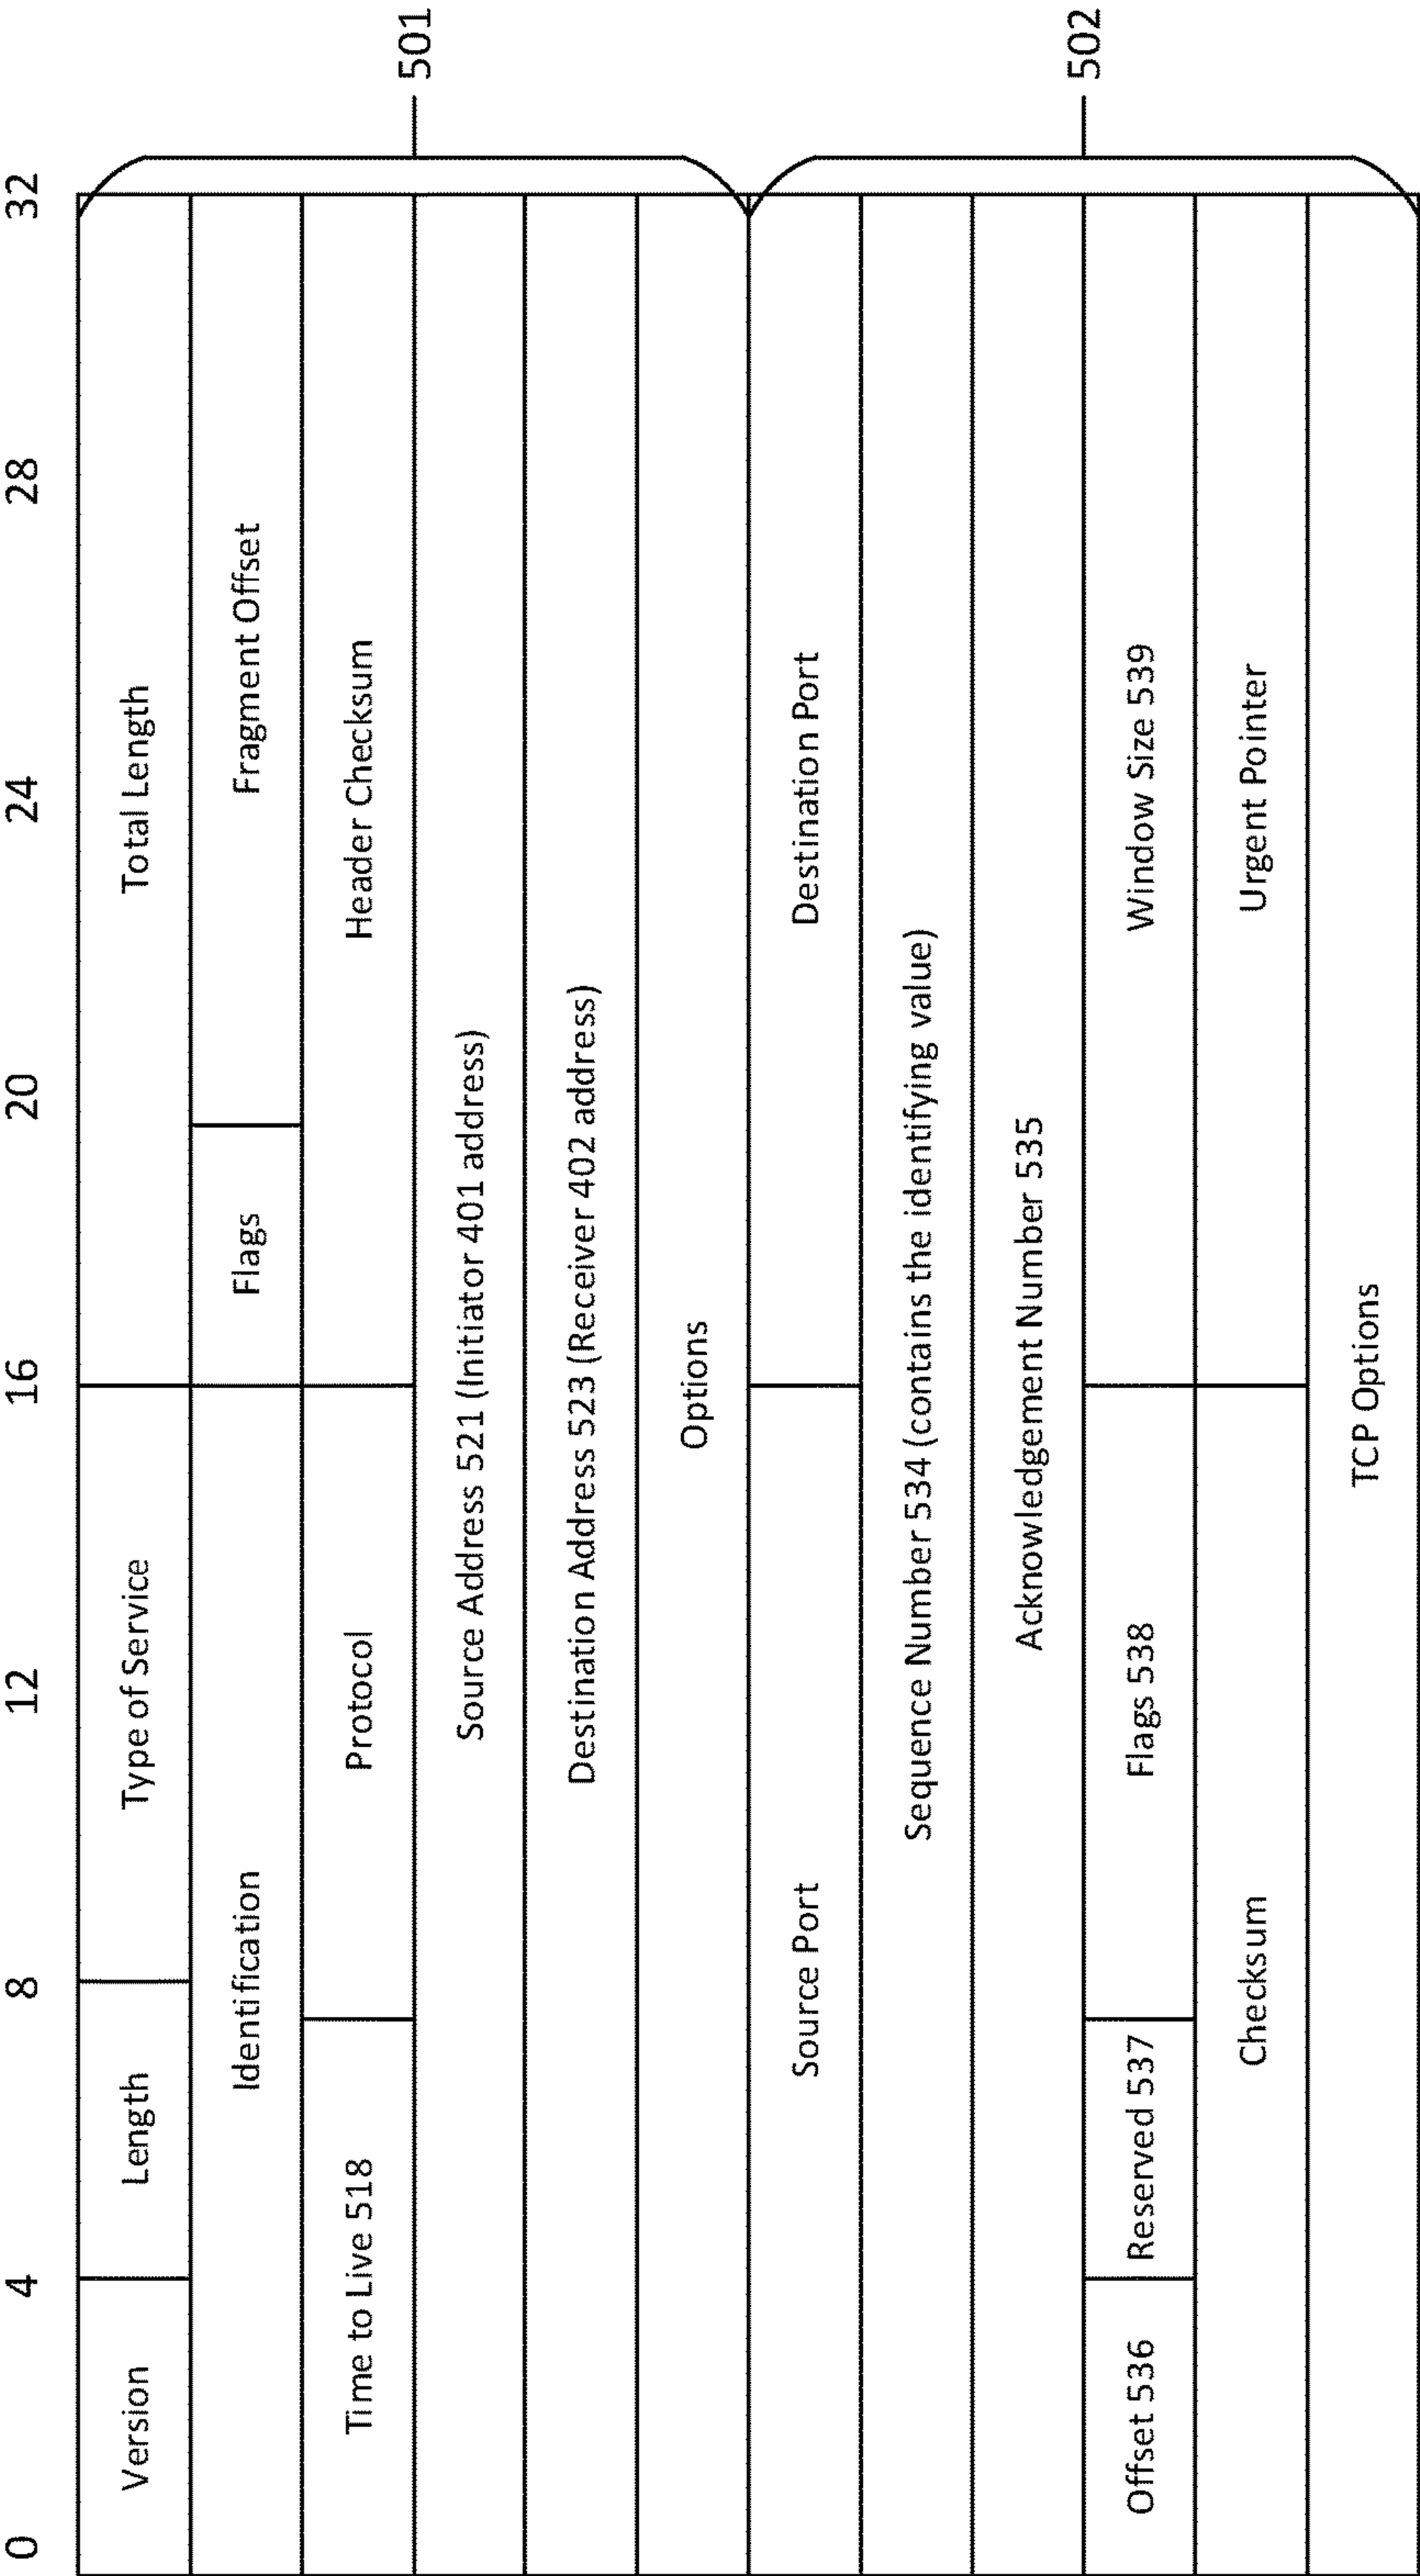 0 4 8 12 16 20 24 28 32
Version Length Type of Service Total Length
Identification Flags Fragment Offset
Time to Live 518 Protocol Header Checksum
501
Source Address 521 (Initiator 401 address)
Destination Address 523 (Receiver 402 address)
Options
Source Port Destination Port
Sequence Number 534 (contains the identifying value)
Acknowledgement Number 535
502
Offset 536 Reserved 537 Flags 538 Window Size 539
Checksum Urgent Pointer
TCP Options